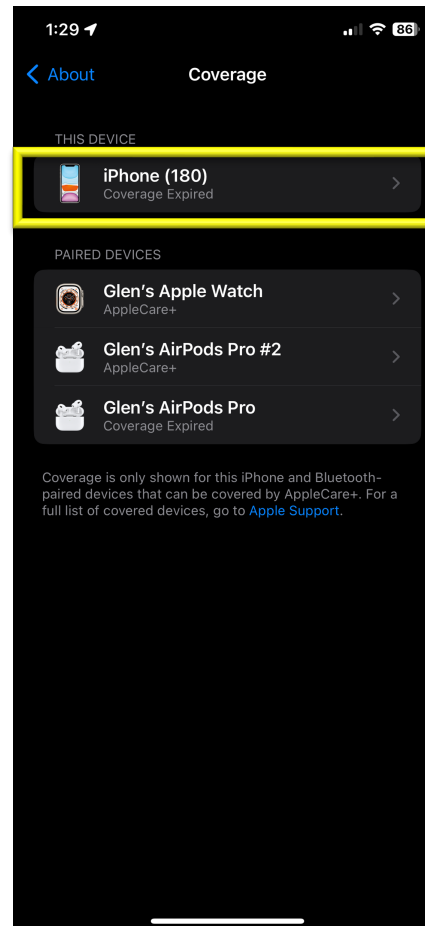 1:29
86
About
Coverage
THIS DEVICE
iPhone (180)
Coverage Expired
PAIRED DEVICES
Glen’s Apple Watch
AppleCare+
Glen’s AirPods Pro #2
AppleCare+
Glen’s AirPods Pro
Coverage Expired
Coverage is only shown for this iPhone and Bluetooth-
paired devices that can be covered by AppleCare+. For a
full list of covered devices, go to Apple Support.